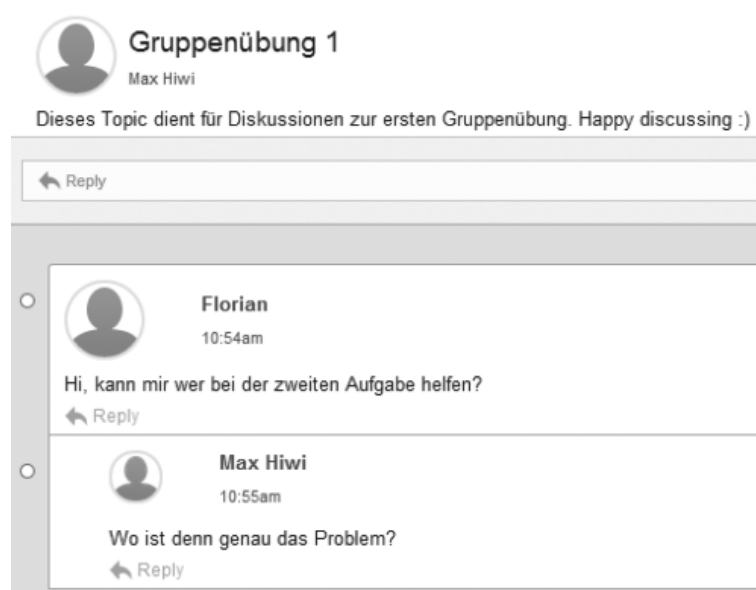 Gruppenübung 1
Max Hiwi
Dieses Topic dient für Diskussionen zur ersten Gruppenübung. Happy discussing :)
Reply
Florian
10:54am
Hi, kann mir wer bei der zweiten Aufgabe helfen?
Reply
Max Hiwi
10:55am
Wo ist denn genau das Problem?
Reply